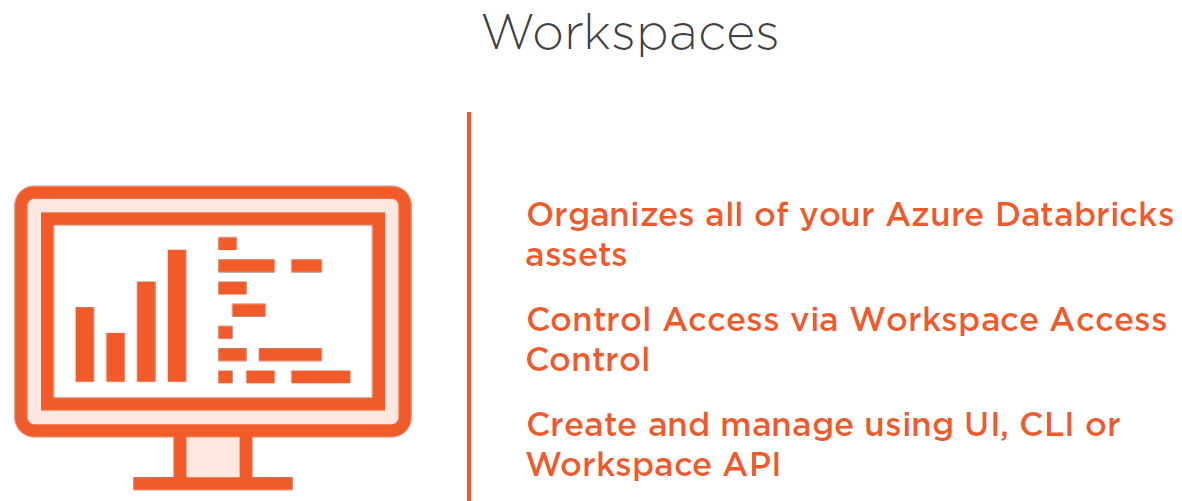 Workspaces
Organizes all of your Azure Databricks
assets
Control Access via Workspace Access
Control
Create and manage using UI, CLI or
Workspace API